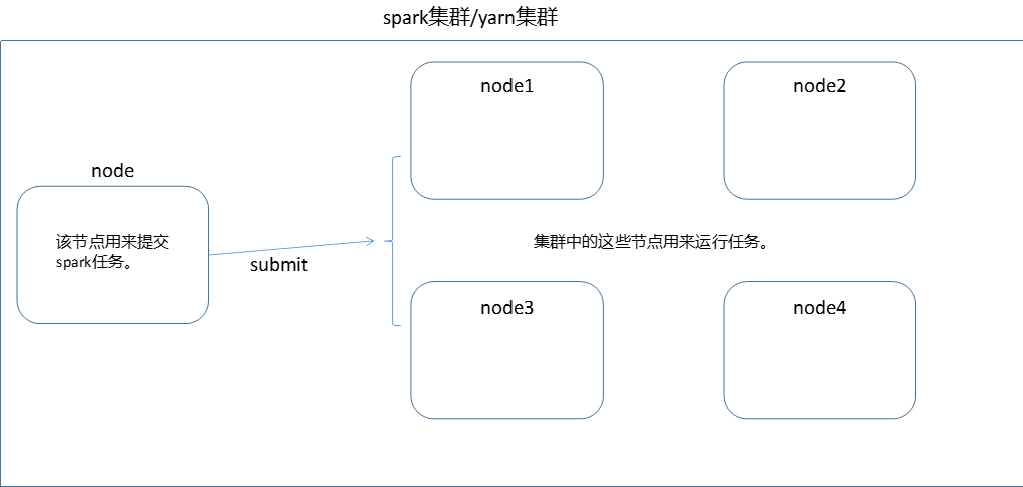 spark集群/yarn集群
node1
node2
node
该节点用来提交
spark任务。
submit
集群中的这些节点用来运行任务。
node3
node4